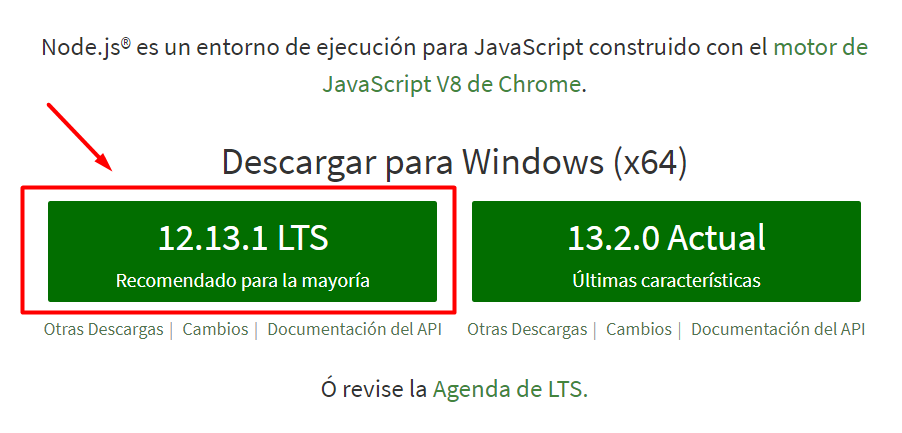 Node.js® es un entorno de ejecución para JavaScript construido con el motor de
JavaScript V8 de Chrome.
Descargar para Windows (x64)
12.13.1 LTS
Recomendado para la mayoría
13.2.0 Actual
Últimas características
Otras Descargas | Cambios | Documentación del API
Otras Descargas | Cambios | Documentación del API
Ó revise la Agenda de LTS.